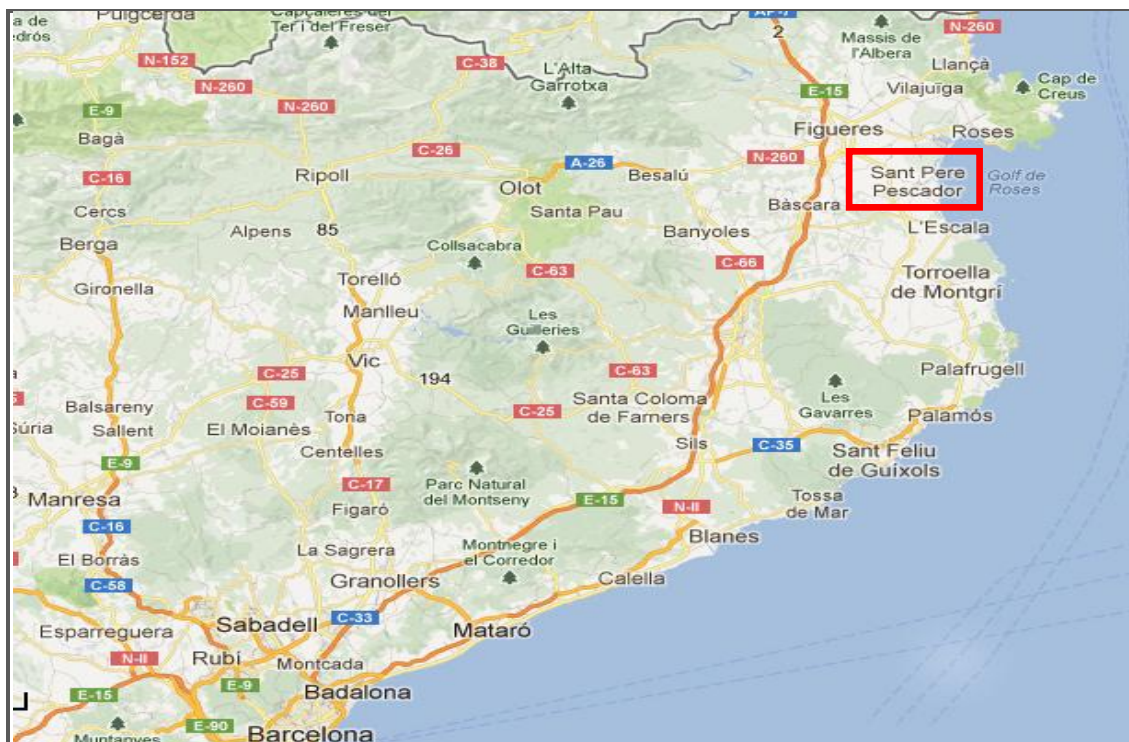 Puigcerdà
Capçaleres del
Ter i del Freser
AP-7
2
Massís de
l'Albera
N-260
a de
edrós
N-152
C-38
L'Alta
Garrotxa
Llançà
Cap de
Creus
N-260
N-260
E-15
Vilajuïga
E-9
Bagà
Figueres
Roses
C-26
A-26
N-260
C-16
Ripoll
Olot
Besalú
Sant Pere
Pescador
Golf de
Roses
Cercs
Santa Pau
Bàscara
Alpens
85
Banyoles
L'Escala
Berga
Collsacabra
C-63
C-66
Torroella
de Montgrí
Gironella
Torelló
Manlleu
Les
Guilleries
Vic
C-25
194
C-63
Palafrugell
C-59
C-25
Santa Coloma
de Farners
Les
Gavarres
Balsareny
Tona
Palamós
Súria
Sallent
El Moianès
Sils
C-35
Sant Feliu
de Guíxols
E-9
Centelles
C-17
Parc Natural
del Montseny
E-15
Tossa
de Mar
Manresa
Figaró
N-II
C-16
Blanes
El Borràs
La Sagrera
Montnegre i
el Corredor
C-58
Granollers
Calella
Esparreguera
Sabadell
C-33
Mataró
N-II
Rubí
Montcada
E-9
E-15
Badalona
E-90
Barcelona
Muntanyes